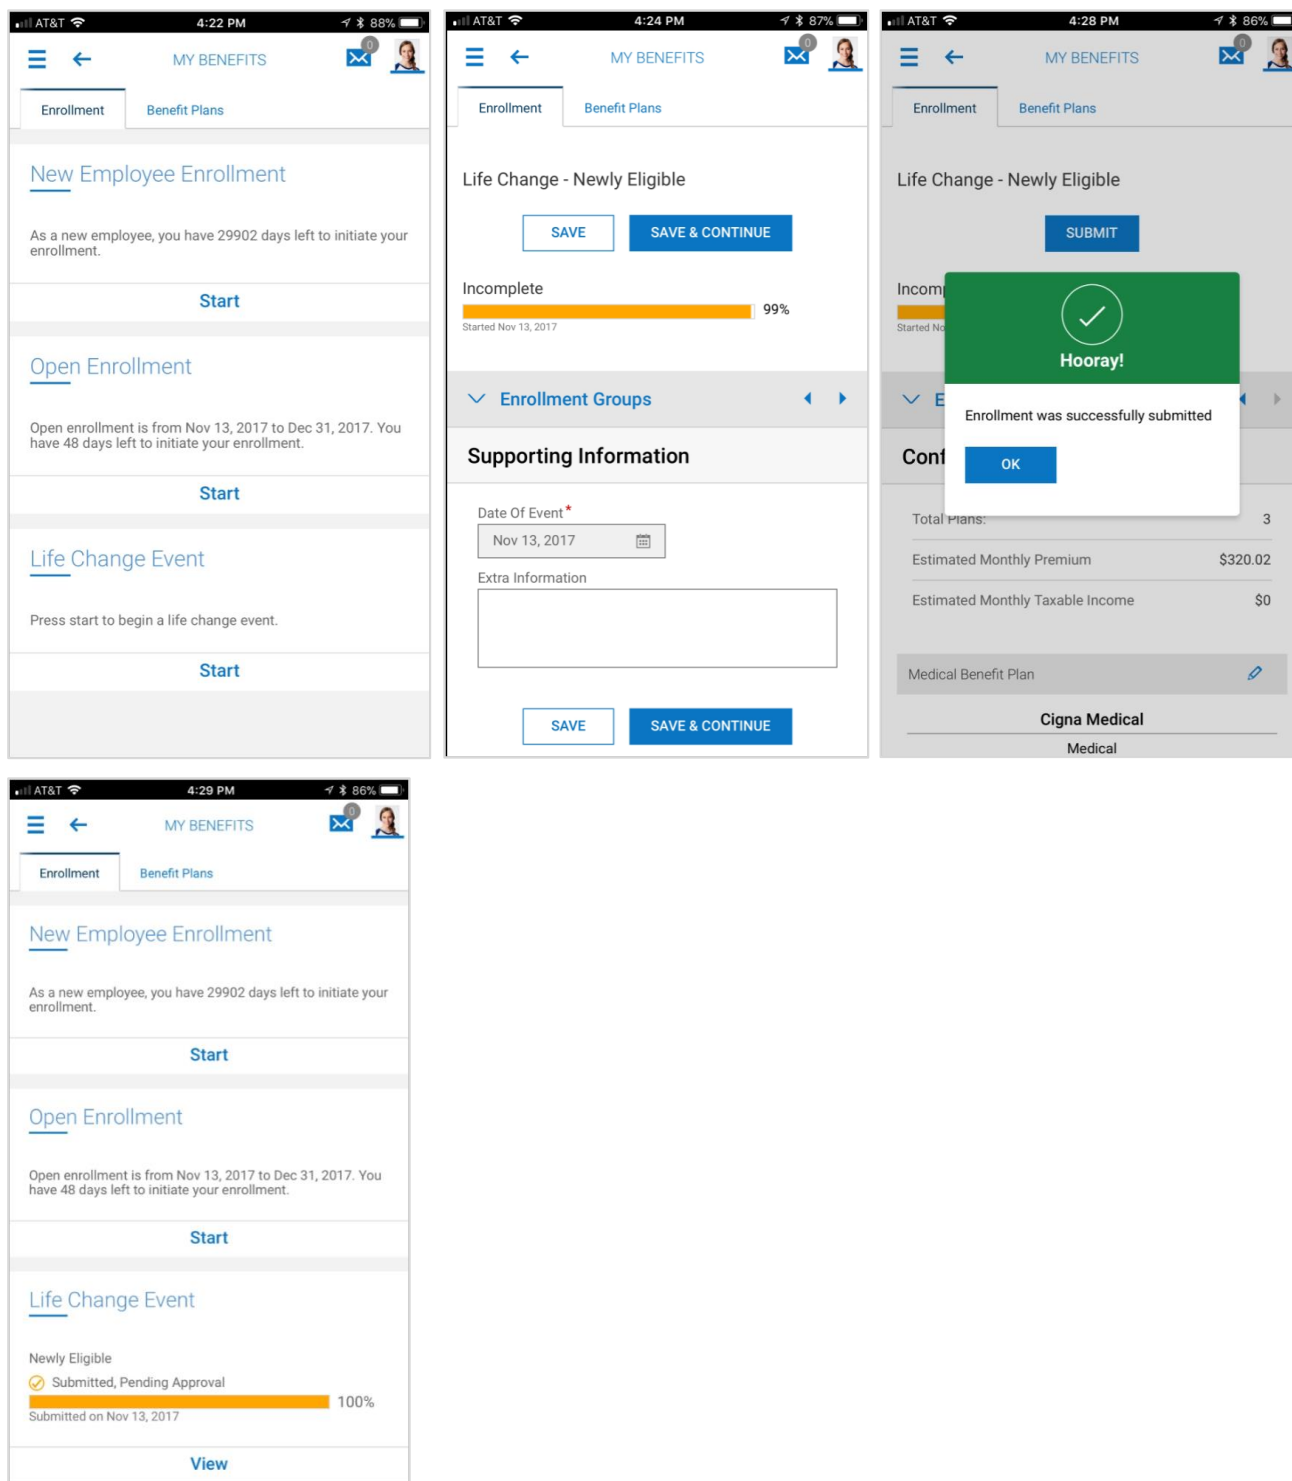 AT&T 4:22 PM 88%
MY BENEFITS 0
Enrollment Benefit Plans
New Employee Enrollment
As a new employee, you have 29902 days left to initiate your
enrollment.
Start
Open Enrollment
Open enrollment is from Nov 13, 2017 to Dec 31, 2017. You
have 48 days left to initiate your enrollment.
Start
Life Change Event
Press start to begin a life change event.
Start
AT&T 4:24 PM 87%
MY BENEFITS 0
Enrollment Benefit Plans
Life Change - Newly Eligible
SAVE SAVE & CONTINUE
Incomplete
99%
Started Nov 13, 2017
Enrollment Groups
Supporting Information
Date Of Event*
Nov 13, 2017
Extra Information
SAVE SAVE & CONTINUE
AT&T 4:28 PM 86%
MY BENEFITS 0
Enrollment Benefit Plans
Life Change - Newly Eligible
SUBMIT
Incom
Started No
Hooray!
E
Enrollment was successfully submitted
Conf
OK
Total Plans: 3
Estimated Monthly Premium $320.02
Estimated Monthly Taxable Income $0
Medical Benefit Plan
Cigna Medical
Medical
AT&T 4:29 PM 86%
MY BENEFITS 0
Enrollment Benefit Plans
New Employee Enrollment
As a new employee, you have 29902 days left to initiate your
enrollment.
Start
Open Enrollment
Open enrollment is from Nov 13, 2017 to Dec 31, 2017. You
have 48 days left to initiate your enrollment.
Start
Life Change Event
Newly Eligible
Submitted, Pending Approval
100%
Submitted on Nov 13, 2017
View